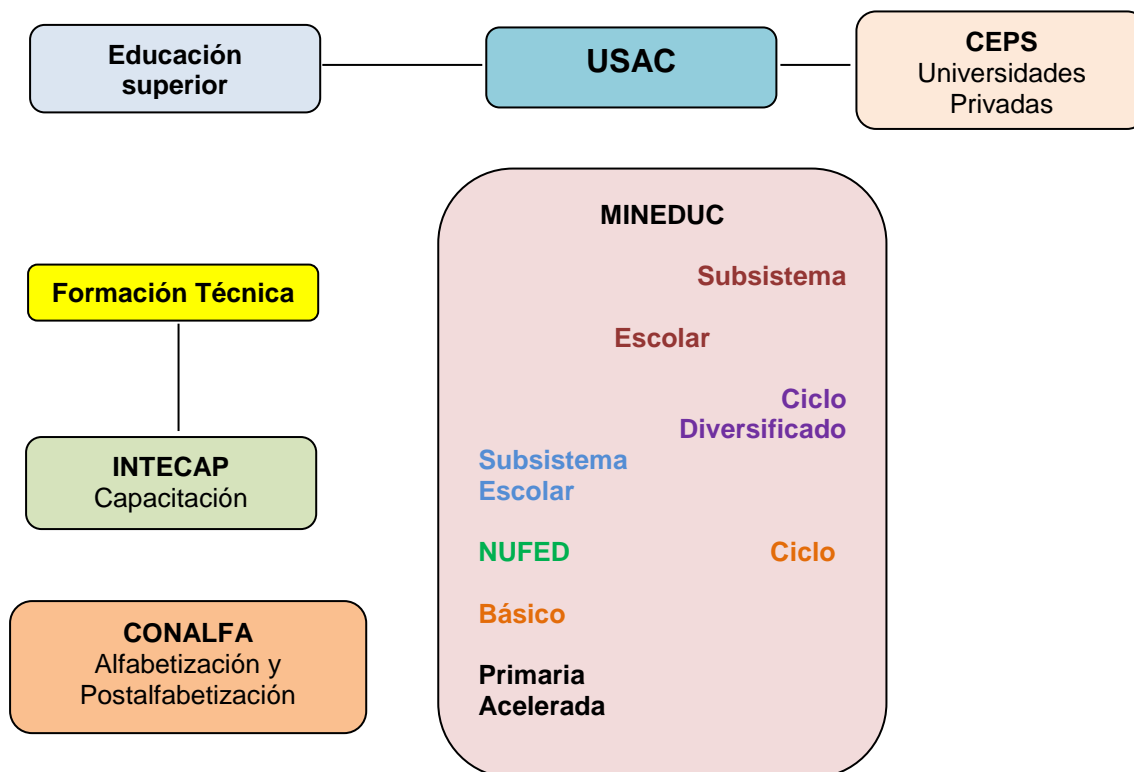 Educación
superior
USAC
CEPS
Universidades
Privadas
MINEDUC
Subsistema
Escolar
Ciclo
Diversificado
Subsistema
Escolar
NUFED Ciclo
Básico
Primaria
Acelerada
Formación Técnica
INTECAP
Capacitación
CONALFA
Alfabetización y
Postalfabetización